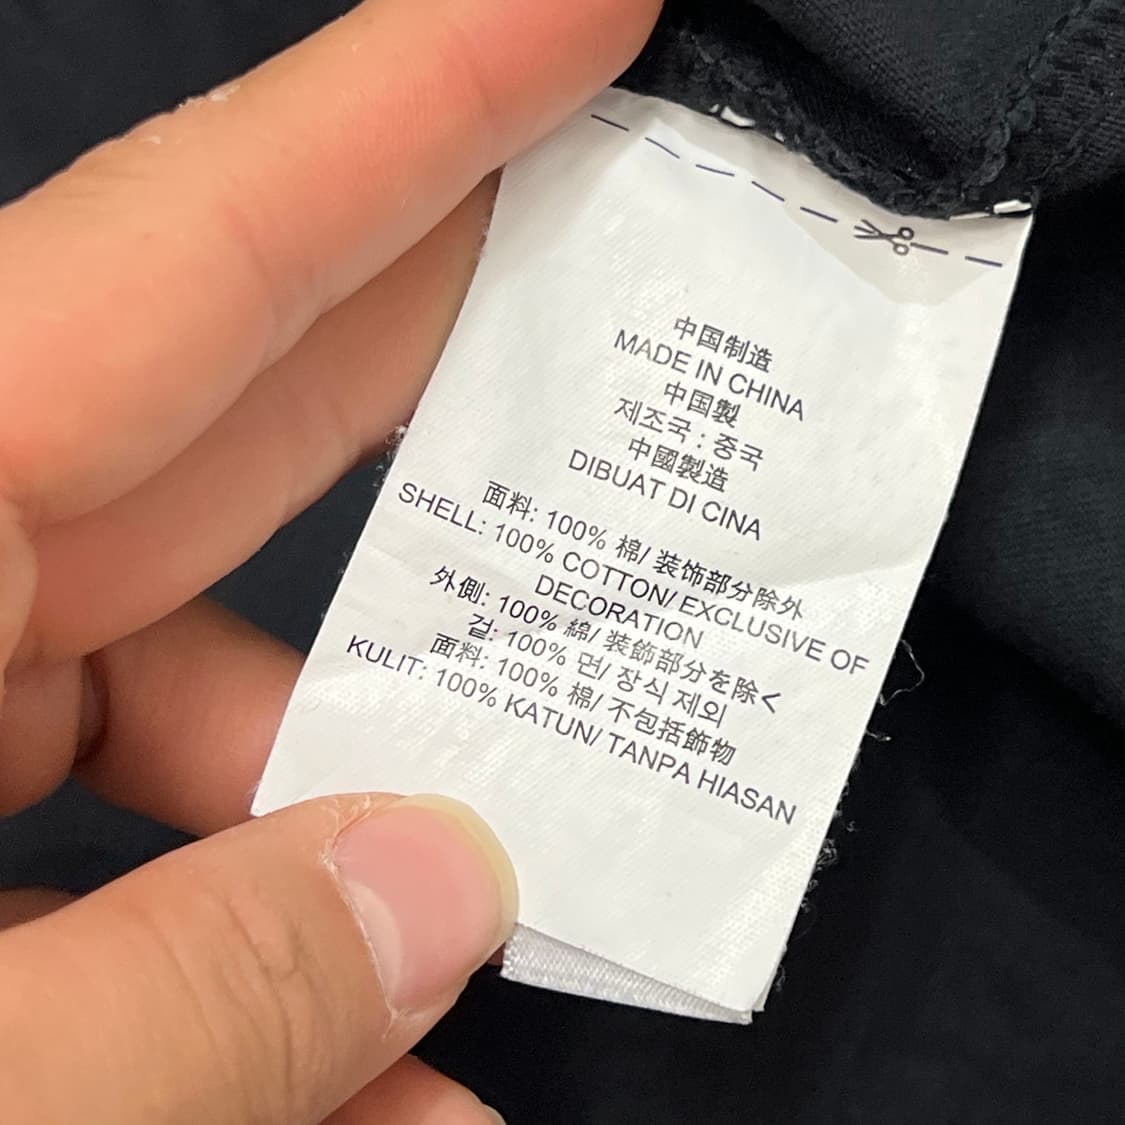 中国制造
MADE IN CHINA
中国製
제조국 : 중국
中國製造
DIBUAT DI CINA
面料: 100% 棉/ 装饰部分除外
SHELL: 100% COTTON/ EXCLUSIVE OF
DECORATION
外側: 100% 綿/ 装飾部分を除く
겉: 100% 면/ 장식 제외
面料: 100% 棉/ 不包括飾物
KULIT: 100% KATUN/ TANPA HIASAN